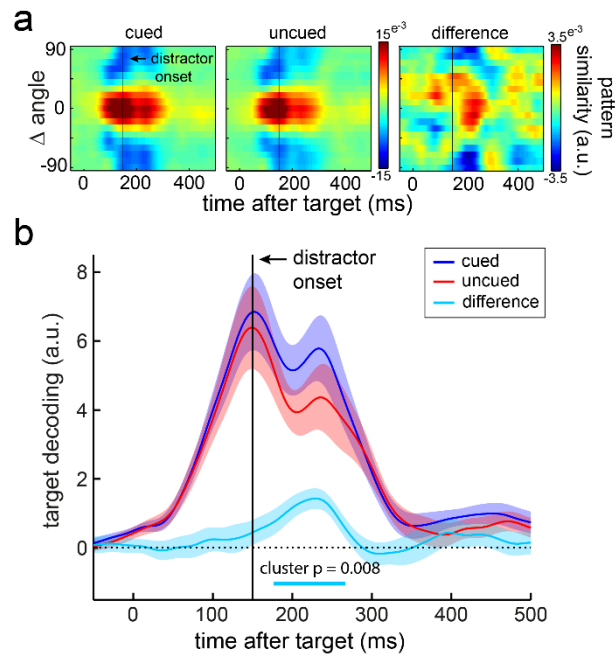 a
cued
uncued
difference
distractor
onset
Δ angle
90
0
-90
0 200 400
0 200 400
0 200 400
15e⁻³
-15
3.5e⁻³
-3.5
pattern
similarity (a.u.)
time after target (ms)
b
distractor
onset
cued
uncued
difference
target decoding (a.u.)
8
6
4
2
0
cluster p = 0.008
0 100 200 300 400 500
time after target (ms)